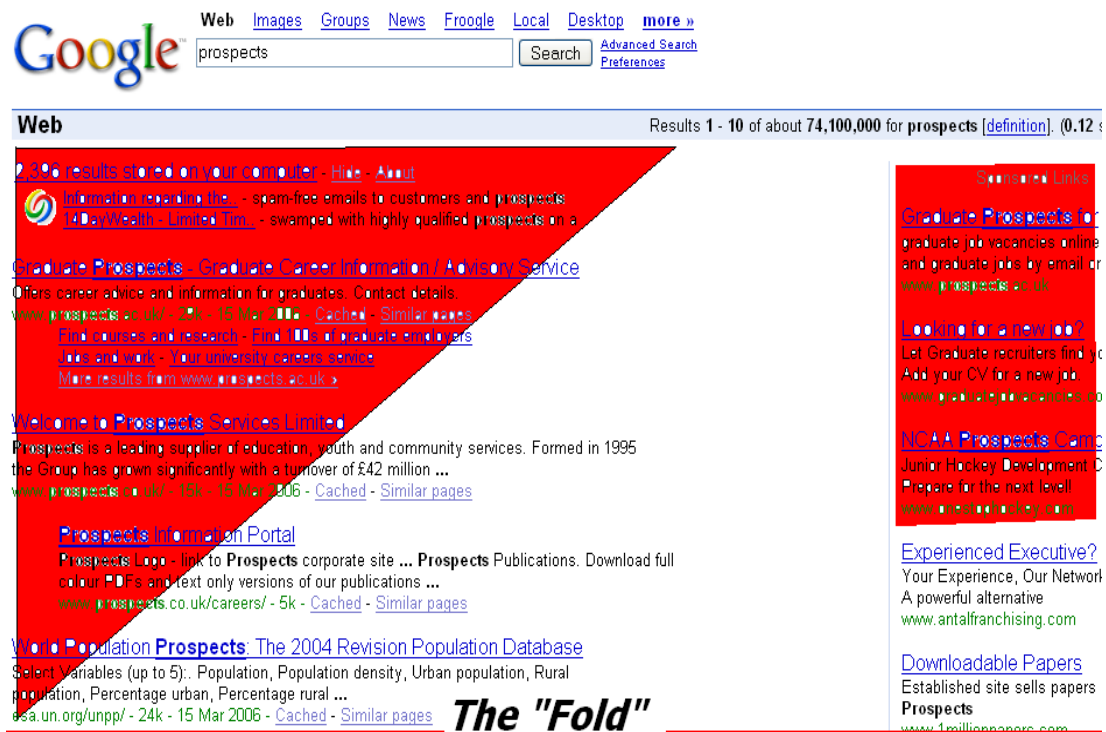 Web Images Groups News Froogle Local Desktop more »
Google™
prospects Search Advanced Search
Preferences
Web Results 1 - 10 of about 74,100,000 for prospects [definition]. (0.12 s
2,396 results stored on your computer - Hide - About
Information regarding the... - spam-free emails to customers and prospects
14DayWealth - Limited Tim... - swamped with highly qualified prospects on a
Graduate Prospects - Graduate Career Information / Advisory Service
Offers career advice and information for graduates. Contact details.
www.prospects.ac.uk/ - 29k - 15 Mar 2006 - Cached - Similar pages
Find courses and research - Find 100s of graduate employers
Jobs and work - Your university careers service
More results from www.prospects.ac.uk »
Welcome to Prospects Services Limited
Prospects is a leading supplier of education, youth and community services. Formed in 1995
the Group has grown significantly with a turnover of £42 million ...
www.prospects.co.uk/ - 15k - 15 Mar 2006 - Cached - Similar pages
Prospects Information Portal
Prospects Logo - link to Prospects corporate site ... Prospects Publications. Download full
colour PDFs and text only versions of our publications ...
www.prospects.co.uk/careers/ - 5k - Cached - Similar pages
World Population Prospects: The 2004 Revision Population Database
Select Variables (up to 5):. Population, Population density, Urban population, Rural
population, Percentage urban, Percentage rural ...
esa.un.org/unpp/ - 24k - 15 Mar 2006 - Cached - Similar pages
The "Fold"
Sponsored Links
Graduate Prospects for
graduate job vacancies online
and graduate jobs by email or
www.prospects.ac.uk
Looking for a new job?
Let Graduate recruiters find yo
Add your CV for a new job.
www.graduatejobvacancies.co
NCAA Prospects Camp
Junior Hockey Development C
Prepare for the next level!
www.onestophockey.com
Experienced Executive?
Your Experience, Our Network
A powerful alternative
www.antalfranchising.com
Downloadable Papers
Established site sells papers
Prospects
www.1millionpapers.com